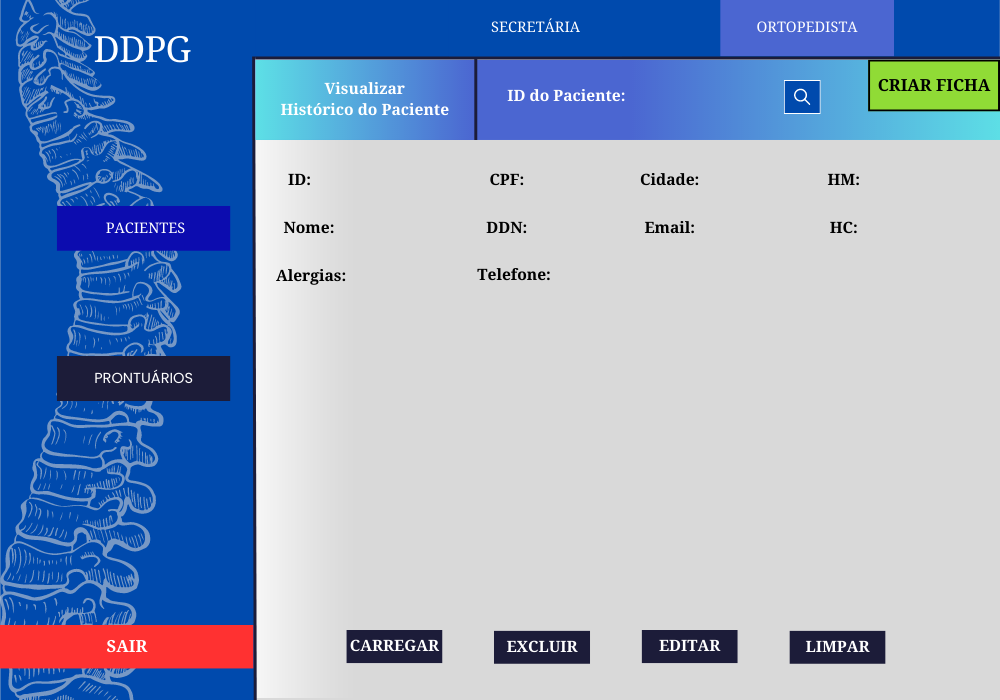 DDPG
SECRETÁRIA
ORTOPEDISTA
Visualizar
Histórico do Paciente
ID do Paciente:
CRIAR FICHA
ID:
CPF:
Cidade:
HM:
PACIENTES
Nome:
DDN:
Email:
HC:
Alergias:
Telefone:
PRONTUÁRIOS
SAIR
CARREGAR
EXCLUIR
EDITAR
LIMPAR